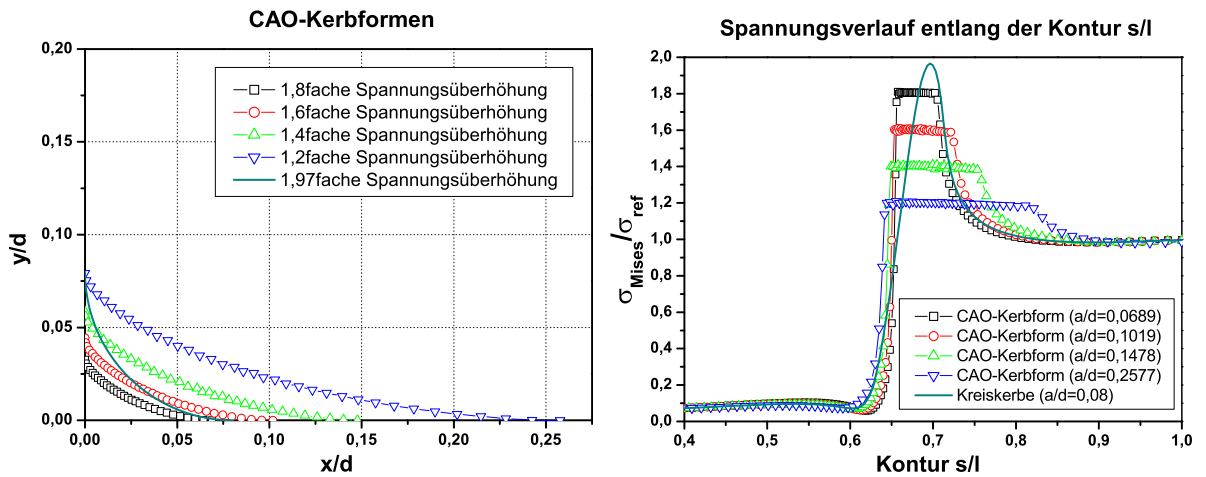 CAO-Kerbformen
0,20
0,15
0,10
0,05
0,00
y/d
1,8fache Spannungsüberhöhung
1,6fache Spannungsüberhöhung
1,4fache Spannungsüberhöhung
1,2fache Spannungsüberhöhung
1,97fache Spannungsüberhöhung
0,00 0,05 0,10 0,15 0,20 0,25
x/d
Spannungsverlauf entlang der Kontur s/l
2,0
1,8
1,6
1,4
1,2
1,0
0,8
0,6
0,4
0,2
0,0
σMises/σref
CAO-Kerbform (a/d=0,0689)
CAO-Kerbform (a/d=0,1019)
CAO-Kerbform (a/d=0,1478)
CAO-Kerbform (a/d=0,2577)
Kreiskerbe (a/d=0,08)
0,4 0,5 0,6 0,7 0,8 0,9 1,0
Kontur s/l